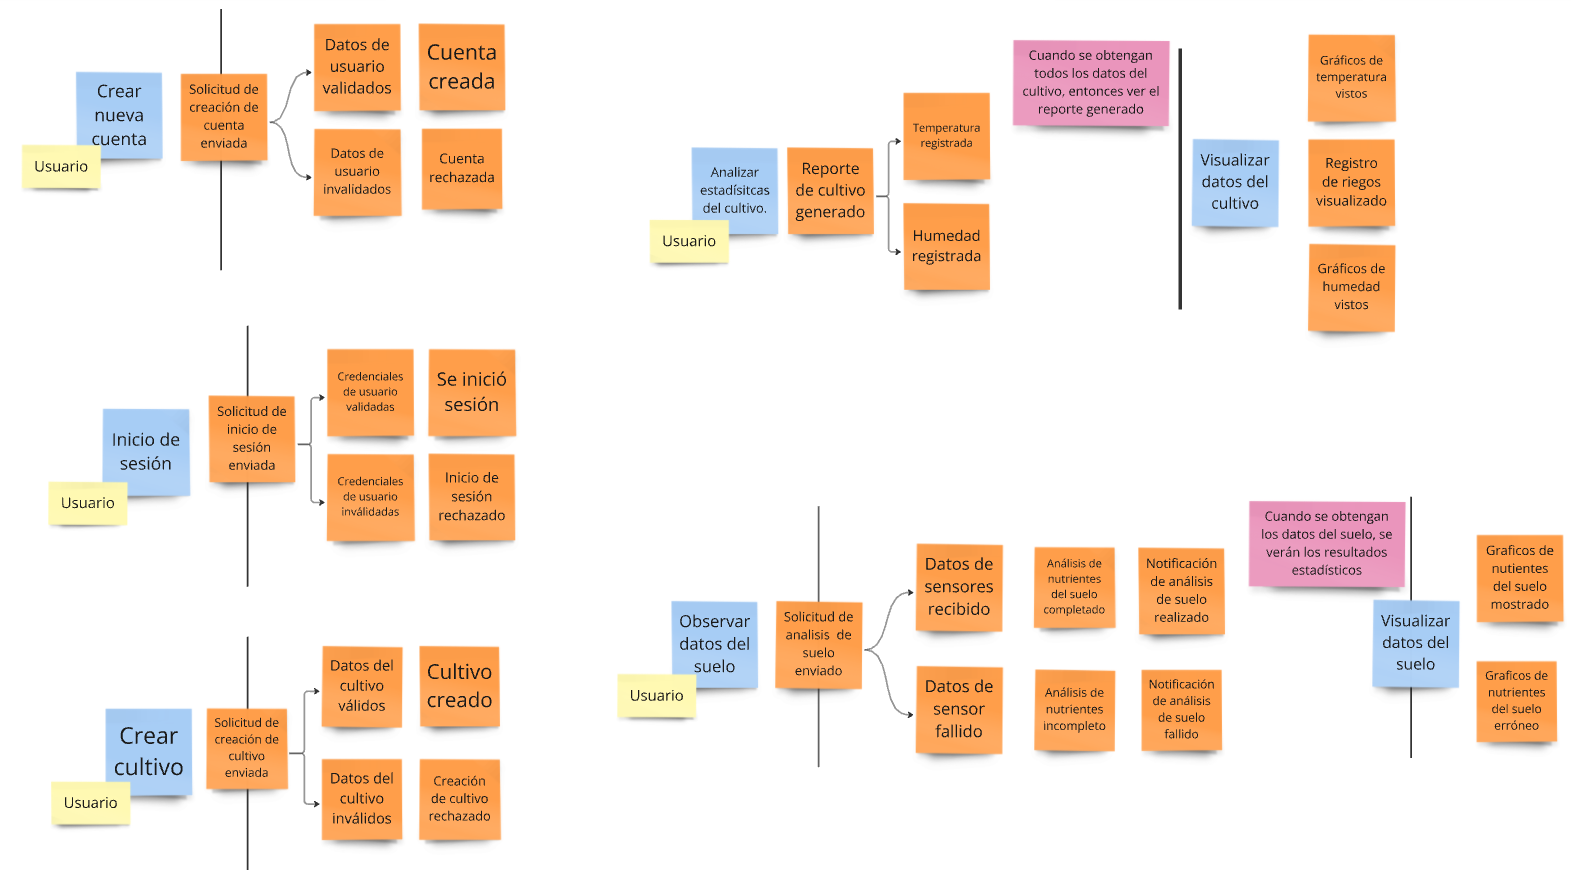 Crear
nueva
cuenta
Usuario
Solicitud de
creación de
cuenta
enviada
Datos de
usuario
validados
Cuenta
creada
Datos de
usuario
invalidados
Cuenta
rechazada
Inicio de
sesión
Usuario
Solicitud de
inicio de
sesión
enviada
Credenciales
de usuario
validadas
Se inició
sesión
Credenciales
de usuario
inválidadas
Inicio de
sesión
rechazado
Crear
cultivo
Usuario
Solicitud de
creación de
cultivo
enviada
Datos del
cultivo
válidos
Cultivo
creado
Datos del
cultivo
inválidos
Creación
de cultivo
rechazado
Analizar
estadísitcas
del cultivo.
Usuario
Reporte
de cultivo
generado
Temperatura
registrada
Humedad
registrada
Cuando se obtengan
todos los datos del
cultivo, entonces ver el
reporte generado
Visualizar
datos del
cultivo
Gráficos de
temperatura
vistos
Registro
de riegos
visualizado
Gráficos de
humedad
vistos
Observar
datos del
suelo
Usuario
Solicitud de
analisis de
suelo
enviado
Datos de
sensores
recibido
Análisis de
nutrientes
del suelo
completado
Notificación
de análisis
de suelo
realizado
Datos de
sensor
fallido
Análisis de
nutrientes
incompleto
Notificación
de análisis
de suelo
fallido
Cuando se obtengan
los datos del suelo, se
verán los resultados
estadísticos
Visualizar
datos del
suelo
Graficos de
nutientes
del suelo
mostrado
Graficos de
nutrientes
del suelo
erróneo